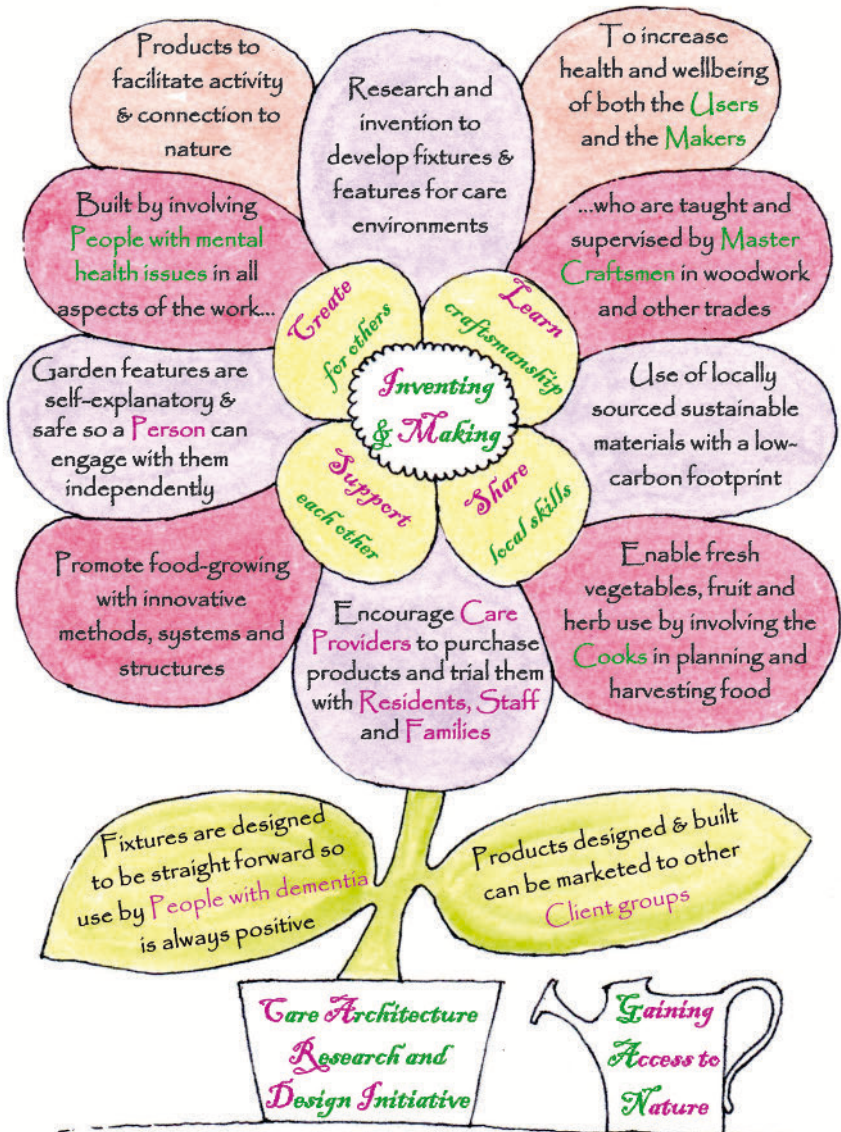 Products to
facilitate activity
& connection to
nature
Research and
invention to
develop fixtures &
features for care
environments
To increase
health and wellbeing
of both the Users
and the Makers
Built by involving
People with mental
health issues in all
aspects of the work...
...who are taught and
supervised by Master
Craftsmen in woodwork
and other trades
Create
for others
Learn
craftsmanship
Inventing
& Making
Support
each other
Share
local skills
Garden features are
self-explanatory &
safe so a Person can
engage with them
independently
Use of locally
sourced sustainable
materials with a low-
carbon footprint
Promote food-growing
with innovative
methods, systems and
structures
Encourage Care
Providers to purchase
products and trial them
with Residents, Staff
and Families
Enable fresh
vegetables, fruit and
herb use by involving the
Cooks in planning and
harvesting food
Fixtures are designed
to be straight forward so
use by People with dementia
is always positive
Products designed & built
can be marketed to other
Client groups
Care Architecture
Research and
Design Initiative
Gaining
Access to
Nature